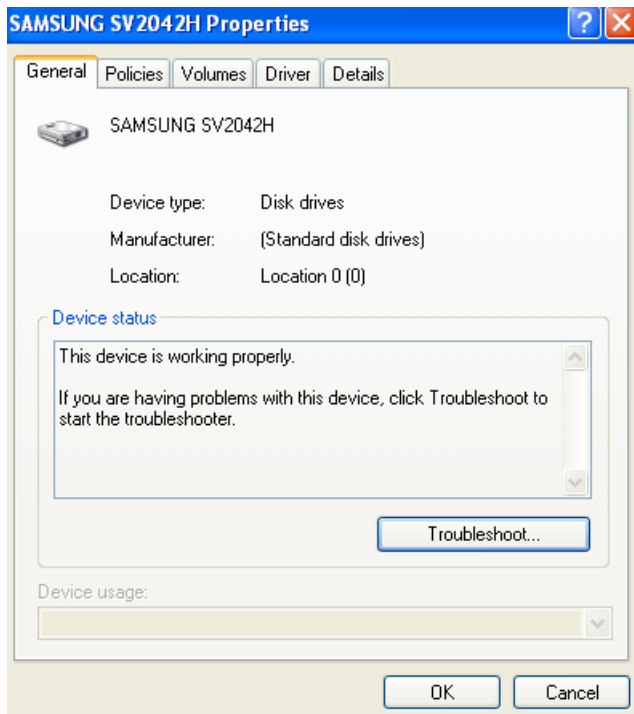 SAMSUNG SV2042H Properties
General Policies Volumes Driver Details
SAMSUNG SV2042H
Device type: Disk drives
Manufacturer: (Standard disk drives)
Location: Location 0 (0)
Device status
This device is working properly.
If you are having problems with this device, click Troubleshoot to
start the troubleshooter.
Troubleshoot...
Device usage:
OK Cancel